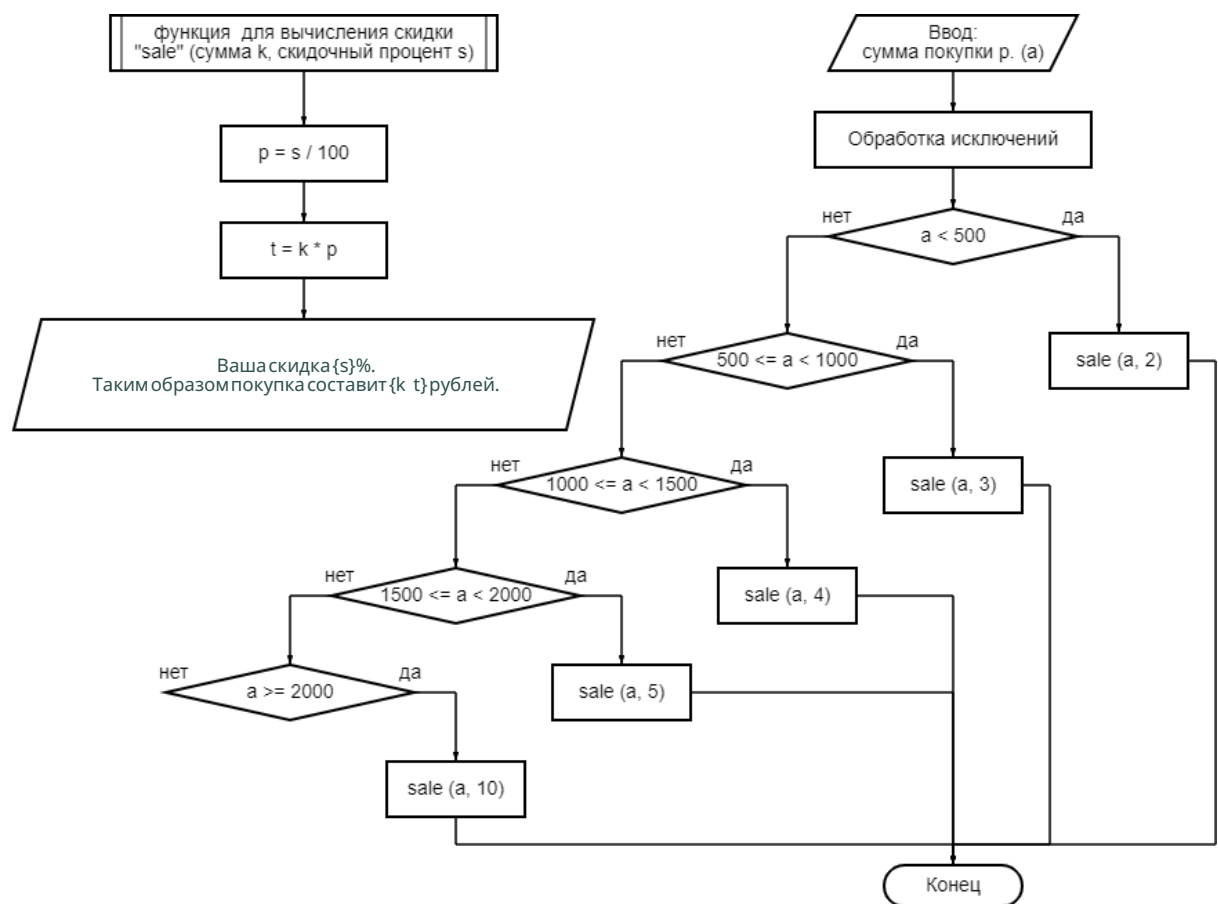 функция для вычисления скидки
"sale" (сумма k, скидочный процент s)
p = s / 100
t = k * p
Ваша скидка {s}%.
Таким образом покупка составит {k t} рублей.
Ввод:
сумма покупки р. (a)
Обработка исключений
нет
да
a < 500
нет
да
500 <= a < 1000
sale (a, 2)
нет
да
1000 <= a < 1500
sale (a, 3)
нет
да
1500 <= a < 2000
sale (a, 4)
нет
да
a >= 2000
sale (a, 5)
sale (a, 10)
Конец